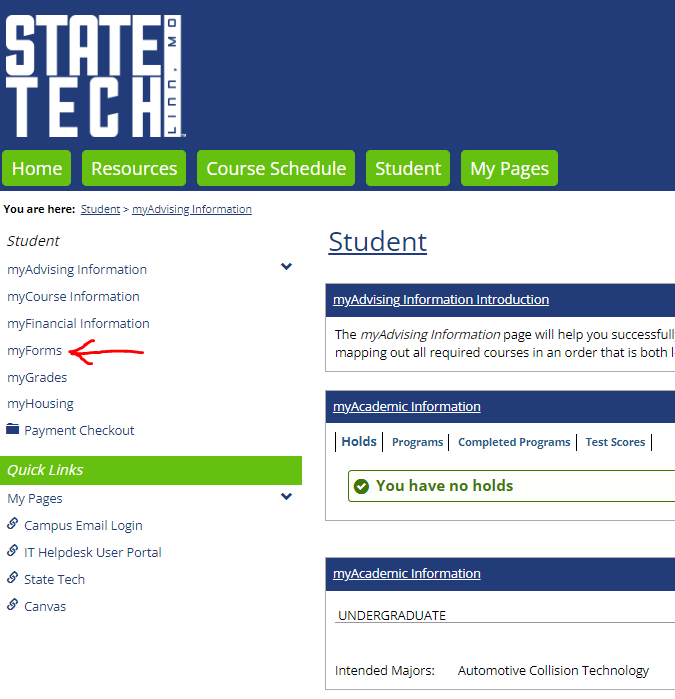 STATE
TECH
LINN. MO
Home
Resources
Course Schedule
Student
My Pages
You are here: Student > myAdvising Information
Student
myAdvising Information
myCourse Information
myFinancial Information
myForms
myGrades
myHousing
Payment Checkout
Quick Links
My Pages
Campus Email Login
IT Helpdesk User Portal
State Tech
Canvas
Student
myAdvising Information Introduction
The myAdvising Information page will help you successfull
mapping out all required courses in an order that is both l
myAcademic Information
Holds
Programs
Completed Programs
Test Scores
You have no holds
myAcademic Information
UNDERGRADUATE
Intended Majors: Automotive Collision Technology